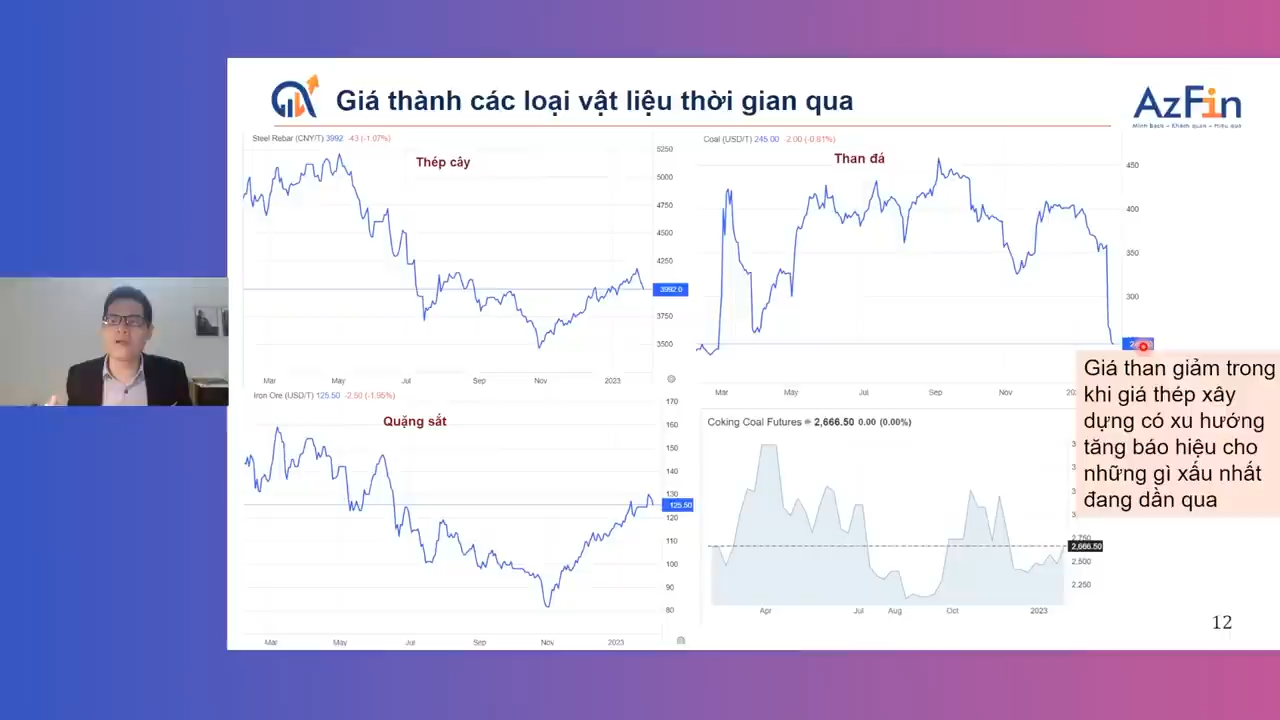 Giá thành các loại vật liệu thời gian qua
AzFin
Minh bạch – Khách quan – Hiệu quả
Steel Rebar (CNY/T) 3992 -43 (-1.07%)
Thép cây
5250
5000
4750
4500
4250
3992.0
3750
3500
Mar May Jul Sep Nov 2023
Coal (USD/T) 245.00 -2.00 (-0.81%)
Than đá
450
400
350
300
Mar May Jul Sep Nov
Iron Ore (USD/T) 125.50 -2.50 (-1.95%)
Quặng sắt
170
160
150
140
130
125.50
120
110
100
90
80
Mar May Jul Sep Nov 2023
Coking Coal Futures 2,666.50 0.00 (0.00%)
2,750
2,666.50
2,500
2,250
Apr Jul Aug Oct 2023
Giá than giảm trong
khi giá thép xây
dựng có xu hướng
tăng báo hiệu cho
những gì xấu nhất
đang dần qua
12